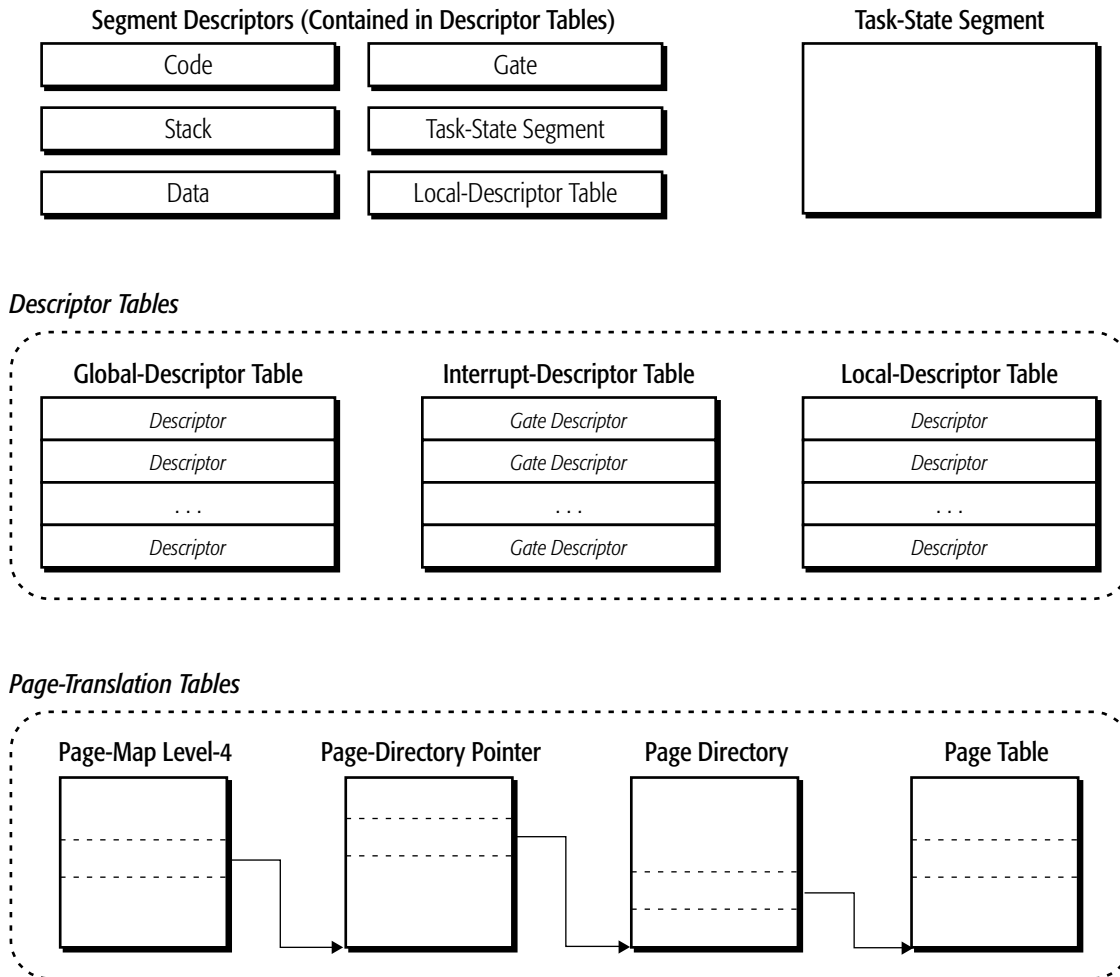 Segment Descriptors (Contained in Descriptor Tables)
Task-State Segment
Code
Gate
Stack
Task-State Segment
Data
Local-Descriptor Table
Descriptor Tables
Global-Descriptor Table
Interrupt-Descriptor Table
Local-Descriptor Table
Descriptor
Gate Descriptor
Descriptor
Descriptor
Gate Descriptor
Descriptor
. . .
. . .
. . .
Descriptor
Gate Descriptor
Descriptor
Page-Translation Tables
Page-Map Level-4
Page-Directory Pointer
Page Directory
Page Table